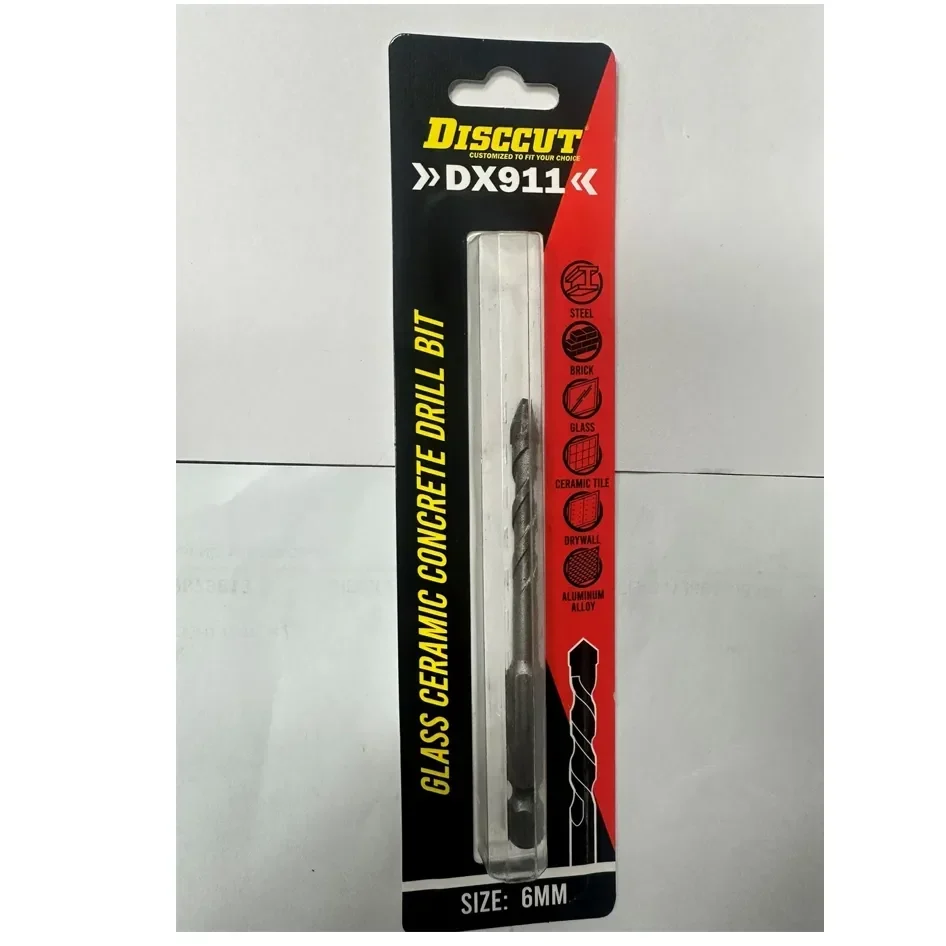 DISCCUT
CUSTOMIZED TO FIT YOUR CHOICE
DX911
GLASS CERAMIC CONCRETE DRILL BIT
STEEL
BRICK
GLASS
CERAMIC TILE
DRYWALL
ALUMINUM
ALLOY
SIZE: 6MM